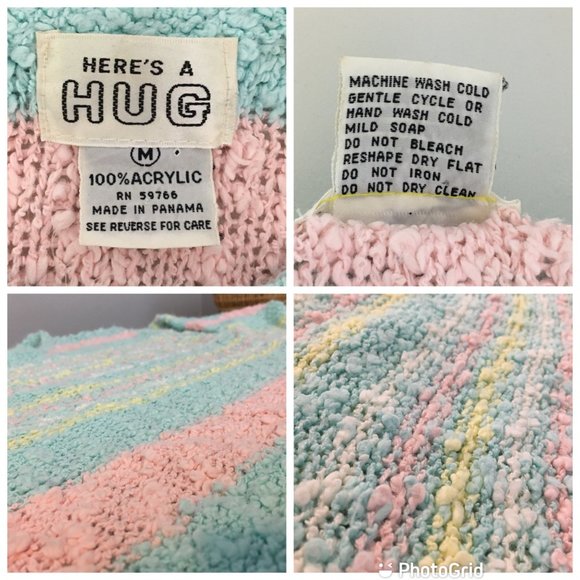 HERE'S A
HUG
M
100% ACRYLIC
RN 59766
MADE IN PANAMA
SEE REVERSE FOR CARE
MACHINE WASH COLD
GENTLE CYCLE OR
HAND WASH COLD
MILD SOAP
DO NOT BLEACH
RESHAPE DRY FLAT
DO NOT IRON
DO NOT DRY CLEAN
PhotoGrid